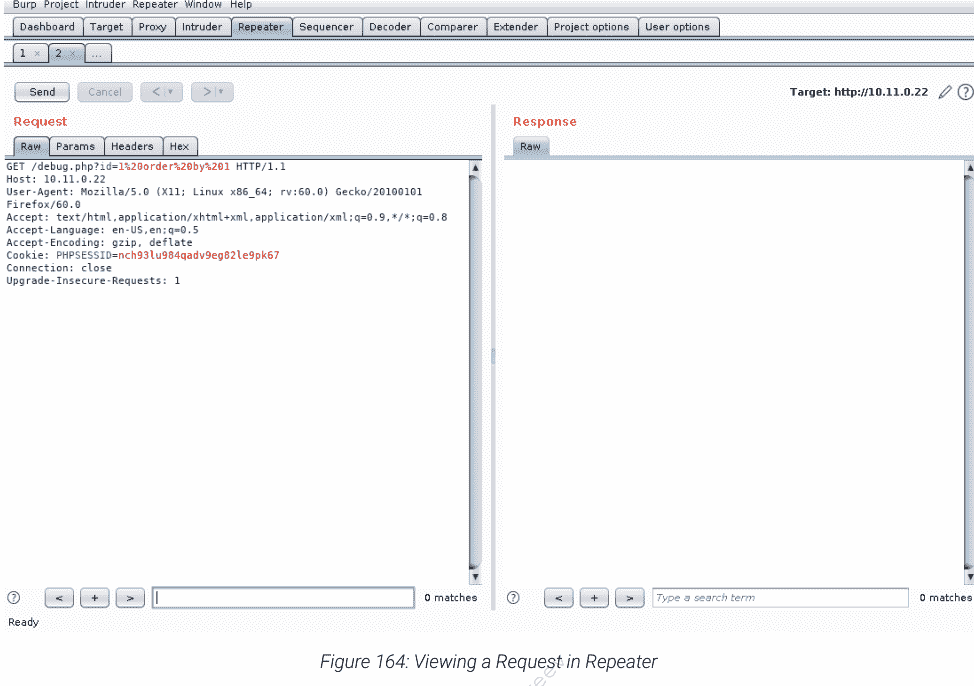 Burp Project Intruder Repeater Window Help
Dashboard Target Proxy Intruder Repeater Sequencer Decoder Comparer Extender Project options User options
1 × 2 × ...
Send Cancel < ▾ > ▾ Target: http://10.11.0.22 ?
Request Response
Raw Params Headers Hex Raw
GET /debug.php?id=1%20order%20by%201 HTTP/1.1
Host: 10.11.0.22
User-Agent: Mozilla/5.0 (X11; Linux x86_64; rv:60.0) Gecko/20100101
Firefox/60.0
Accept: text/html,application/xhtml+xml,application/xml;q=0.9,*/*;q=0.8
Accept-Language: en-US,en;q=0.5
Accept-Encoding: gzip, deflate
Cookie: PHPSESSID=nch93lu984qadv9eg82le9pk67
Connection: close
Upgrade-Insecure-Requests: 1
? < + > 0 matches ? < + > Type a search term 0 matches
Ready
Figure 164: Viewing a Request in Repeater